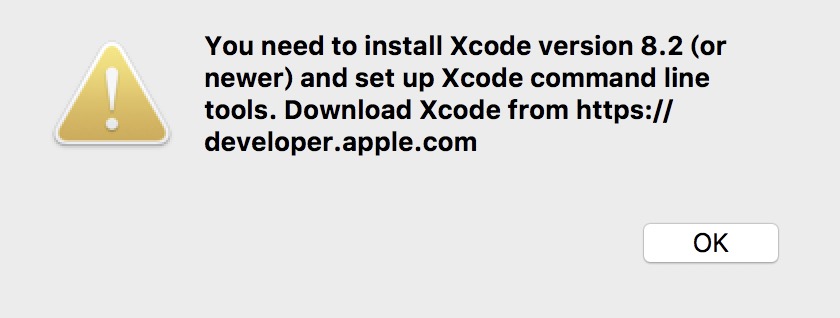 You need to install Xcode version 8.2 (or
newer) and set up Xcode command line
tools. Download Xcode from https://
developer.apple.com
OK